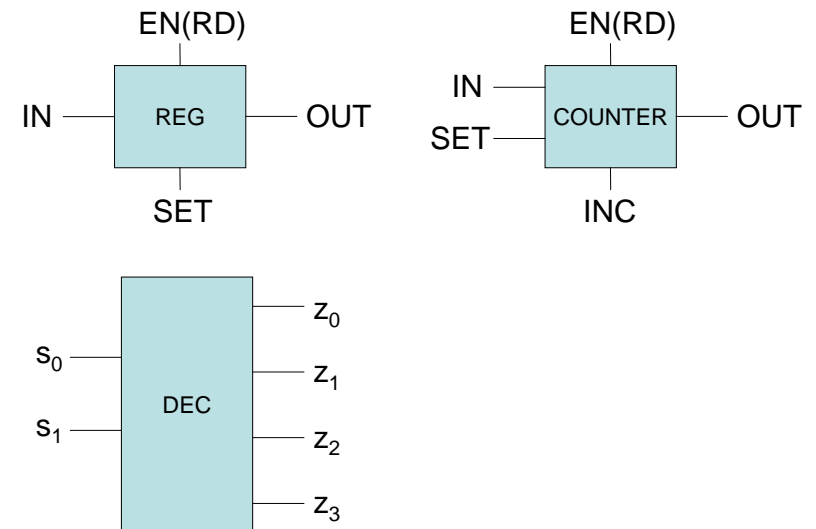 EN(RD) EN(RD)
IN REG OUT IN COUNTER OUT
SET
SET INC
z₀
s₀
z₁
DEC
s₁
z₂
z₃